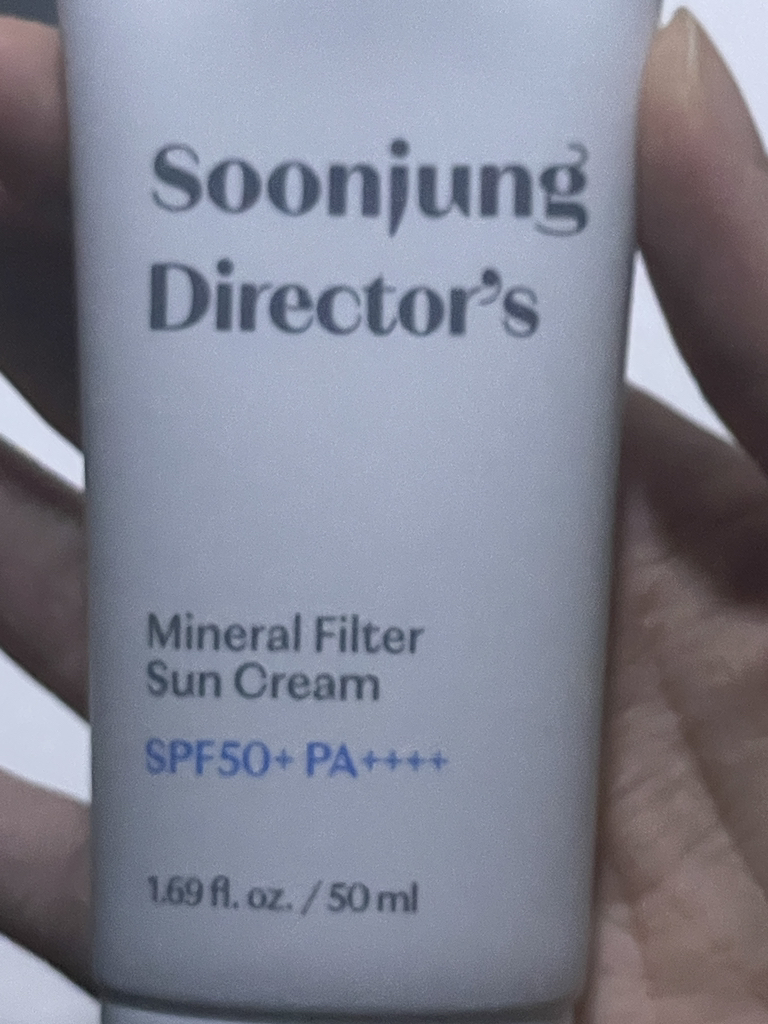 Soonjung
Director's
Mineral Filter
Sun Cream
SPF50+ PA++++
1.69 fl. oz. / 50 ml